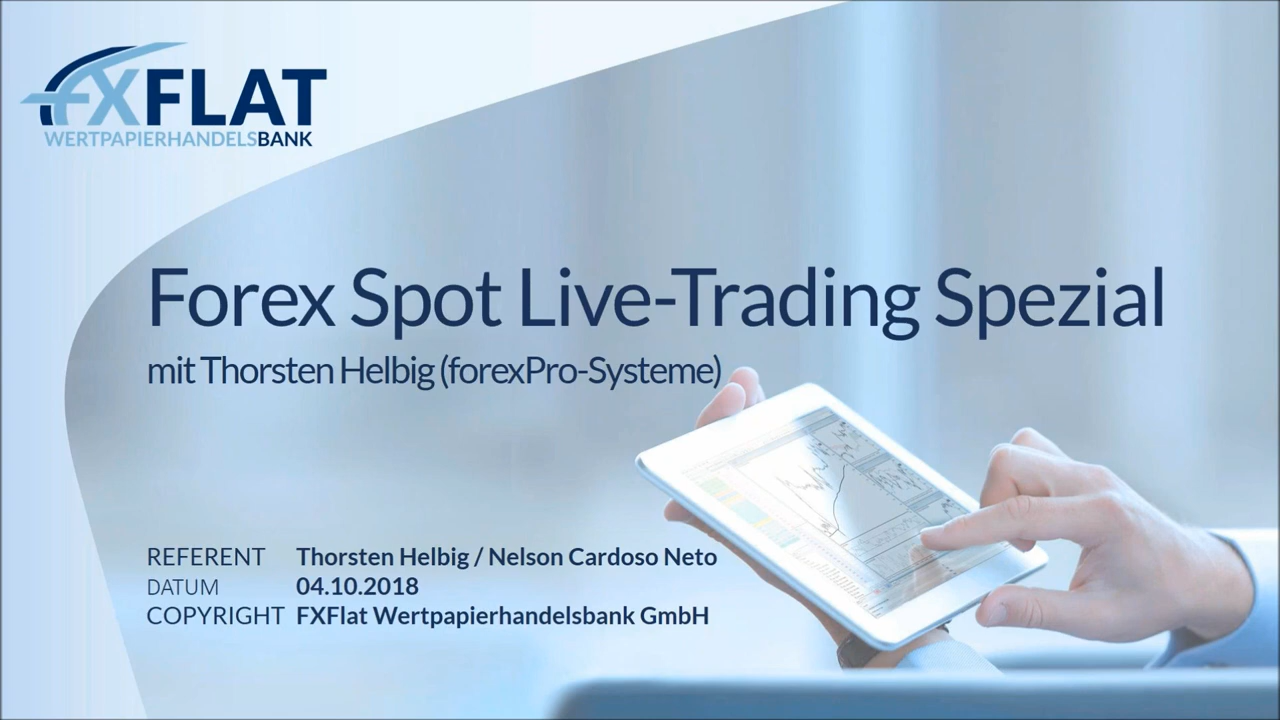 FXFLAT
WERTPAPIERHANDELSBANK
Forex Spot Live-Trading Spezial
mit Thorsten Helbig (forexPro-Systeme)
REFERENT Thorsten Helbig / Nelson Cardoso Neto
DATUM 04.10.2018
COPYRIGHT FXFlat Wertpapierhandelsbank GmbH